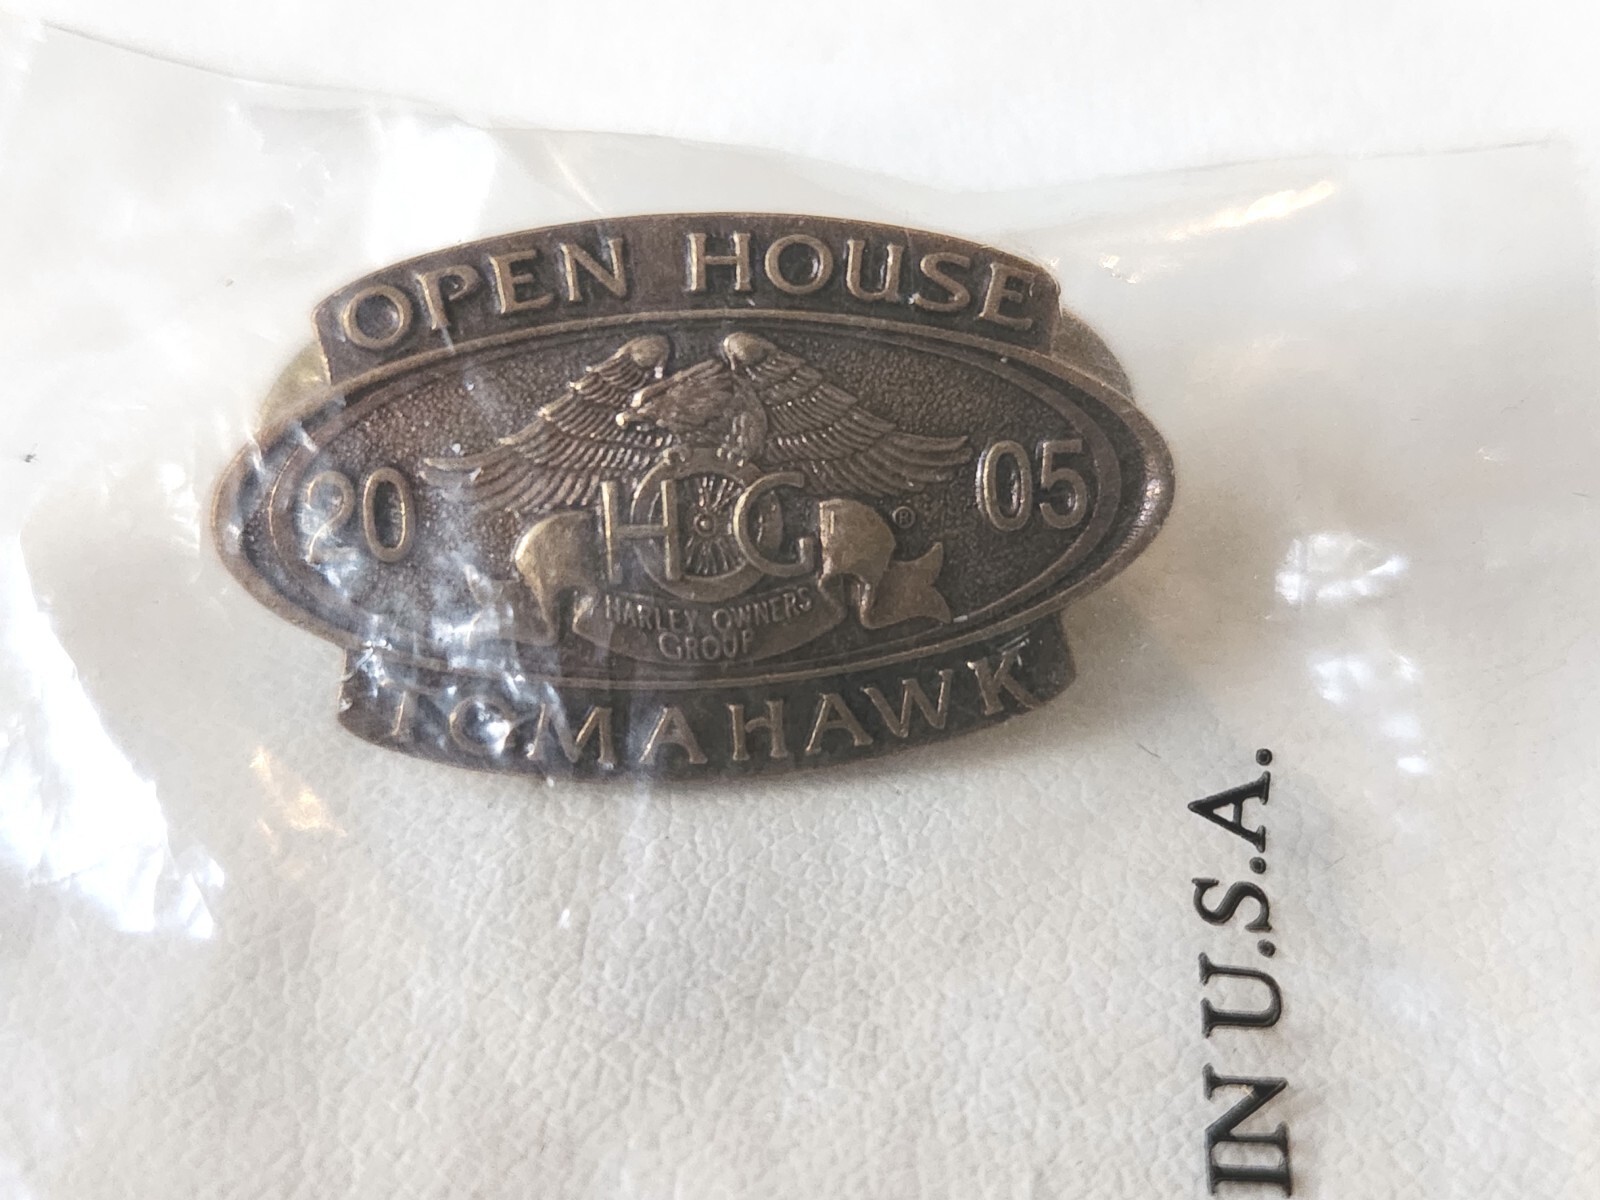 OPEN HOUSE
20 05
HOG ®
HARLEY OWNERS
GROUP
TOMAHAWK
IN U.S.A.